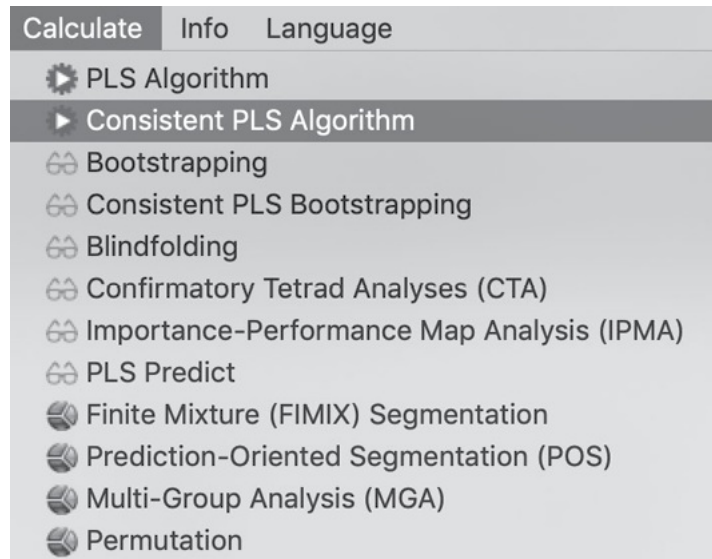 Calculate Info Language
PLS Algorithm
Consistent PLS Algorithm
Bootstrapping
Consistent PLS Bootstrapping
Blindfolding
Confirmatory Tetrad Analyses (CTA)
Importance-Performance Map Analysis (IPMA)
PLS Predict
Finite Mixture (FIMIX) Segmentation
Prediction-Oriented Segmentation (POS)
Multi-Group Analysis (MGA)
Permutation